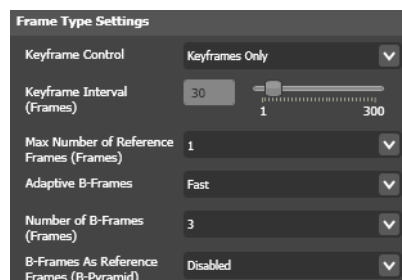 Frame Type Settings
Keyframe Control Keyframes Only
Keyframe Interval 30
(Frames) 1 300
Max Number of Reference 1
Frames (Frames)
Adaptive B-Frames Fast
Number of B-Frames 3
(Frames)
B-Frames As Reference Disabled
Frames (B-Pyramid)